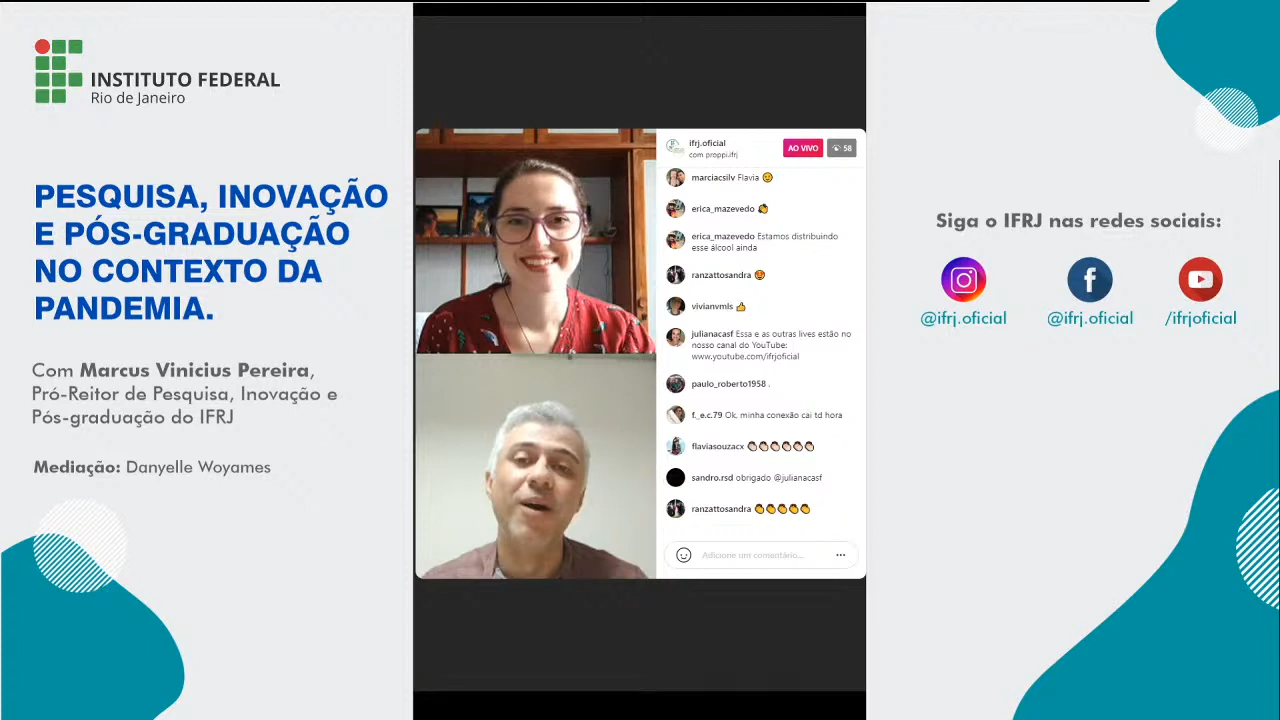 INSTITUTO FEDERAL
Rio de Janeiro
PESQUISA, INOVAÇÃO
E PÓS-GRADUAÇÃO
NO CONTEXTO DA
PANDEMIA.
Com Marcus Vinicius Pereira,
Pró-Reitor de Pesquisa, Inovação e
Pós-graduação do IFRJ
Mediação: Danyelle Woyames
ifrj.oficial
com proppi.ifrj
AO VIVO
58
marciacsilv Flavia 😊
erica_mazevedo 👏
erica_mazevedo Estamos distribuindo
esse álcool ainda
ranzattosandra 😍
vivianvmls 👍
julianacasf Essa e as outras lives estão no
nosso canal do YouTube:
www.youtube.com/ifrjoficial
paulo_roberto1958 .
f._e.c.79 Ok, minha conexão cai td hora
flaviasouzacx 👏🏻👏🏻👏🏻👏🏻👏🏻👏🏻
sandro.rsd obrigado @julianacasf
ranzattosandra 👏👏👏👏👏
Adicione um comentário...
Siga o IFRJ nas redes sociais:
@ifrj.oficial
@ifrj.oficial
/ifrjoficial